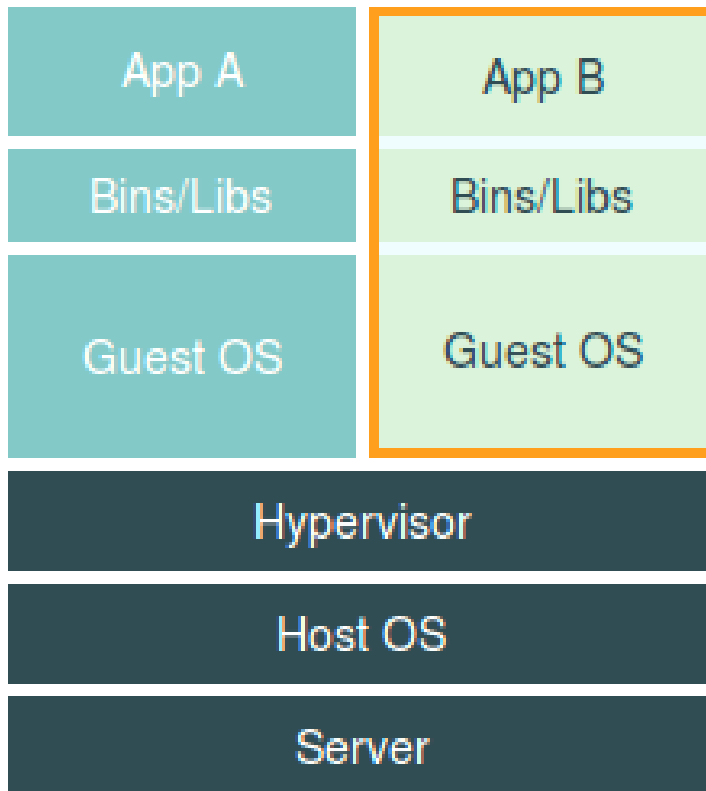 App A
App B
Bins/Libs
Bins/Libs
Guest OS
Guest OS
Hypervisor
Host OS
Server